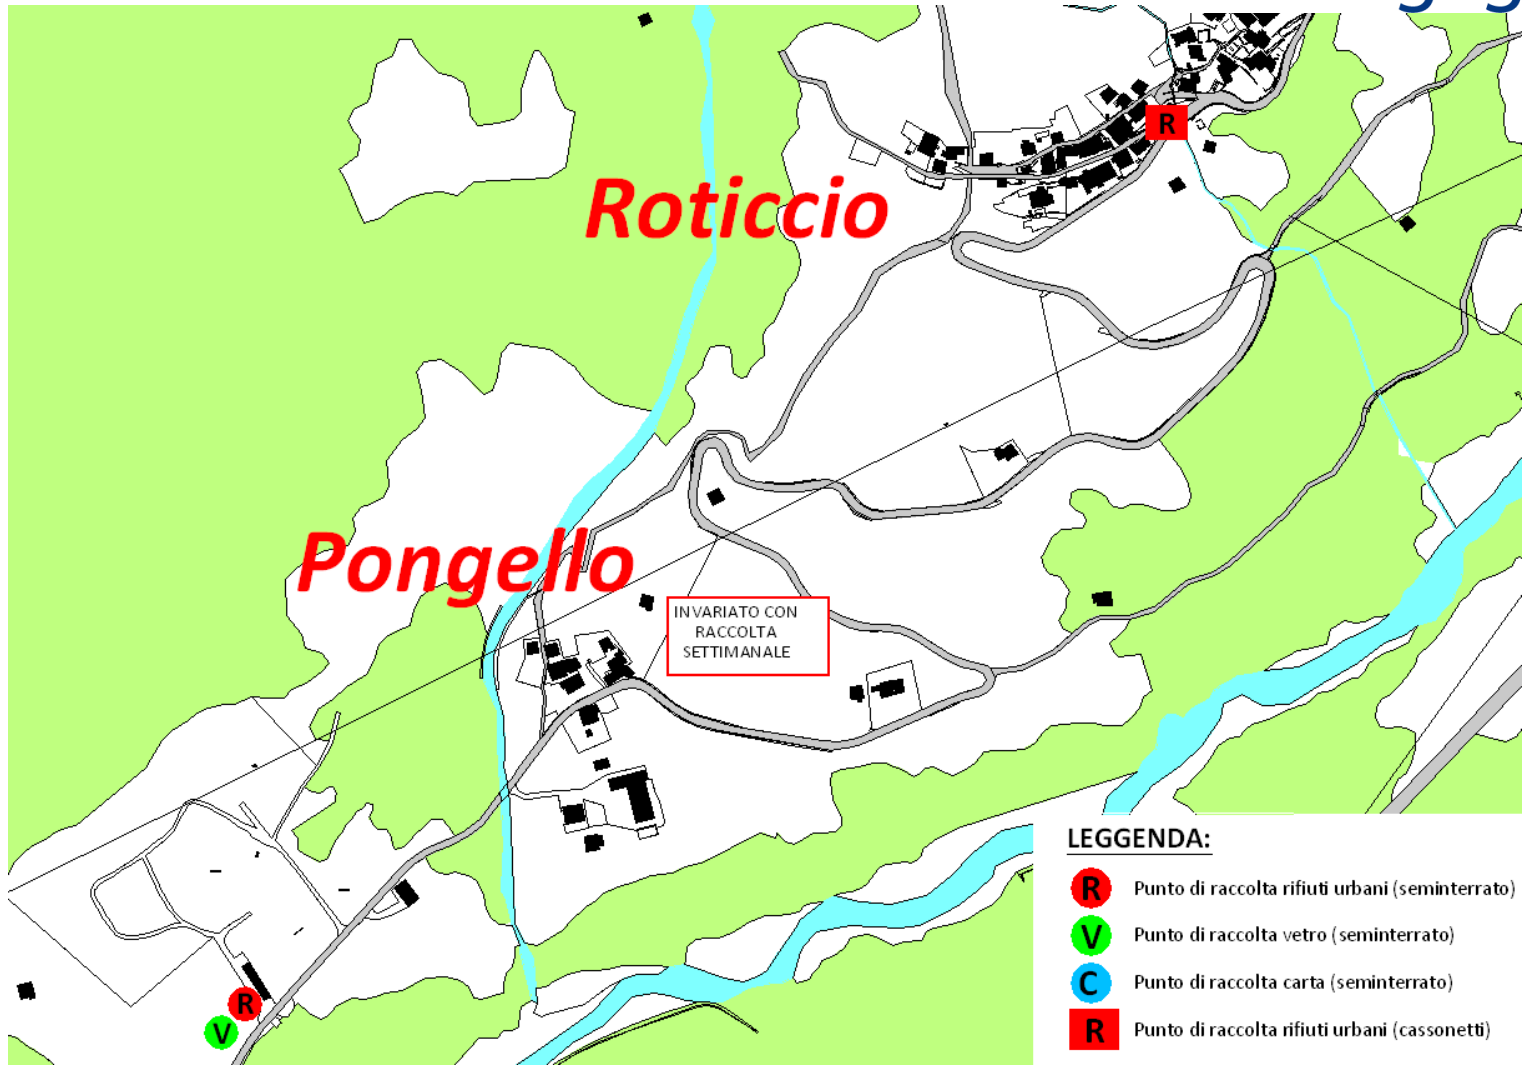 Roticcio
R
Pongello
INVARIATO CON
RACCOLTA
SETTIMANALE
R
V
LEGGENDA:
R Punto di raccolta rifiuti urbani (seminterrato)
V Punto di raccolta vetro (seminterrato)
C Punto di raccolta carta (seminterrato)
R Punto di raccolta rifiuti urbani (cassonetti)